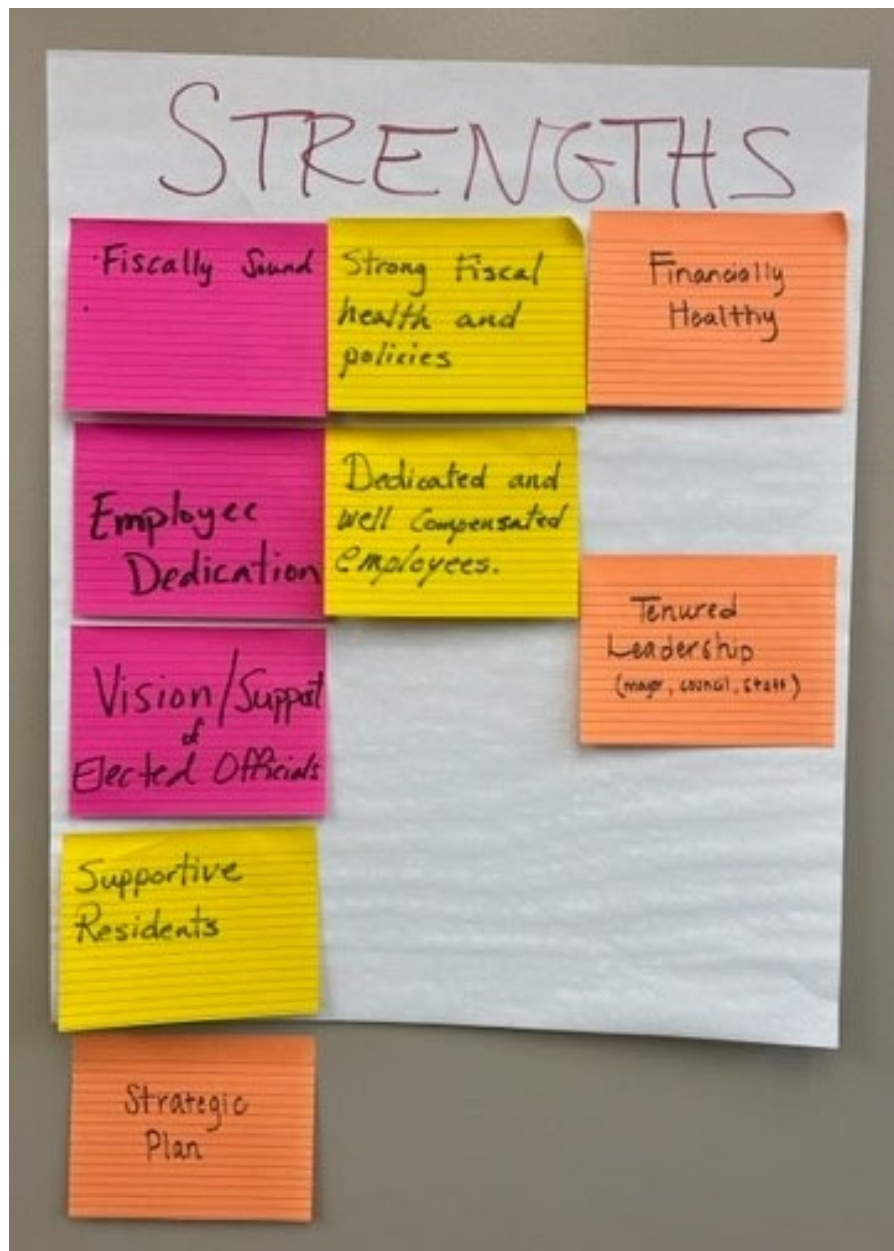 STRENGTHS
Fiscally Sound
Strong Fiscal
health and
policies
Financially
Healthy
Employee
Dedication
Dedicated and
well compensated
employees.
Tenured
Leadership
(mayor, council, staff)
Vision/Support
of
Elected Officials
Supportive
Residents
Strategic
Plan